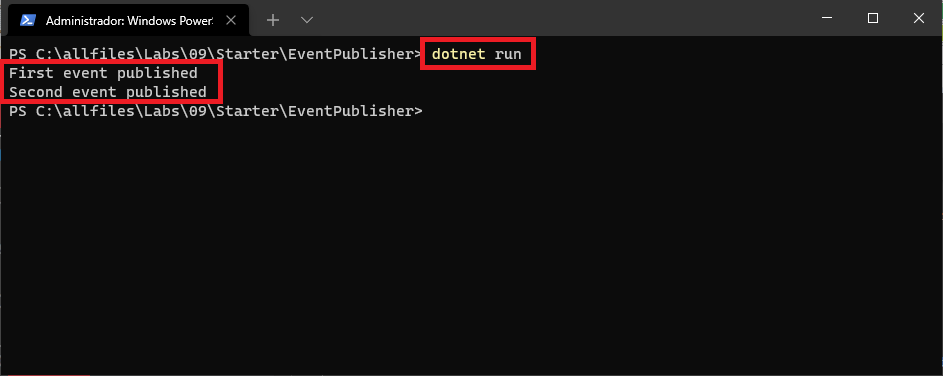 Administrador: Windows PowerS
PS C:\allfiles\Labs\09\Starter\EventPublisher> dotnet run
First event published
Second event published
PS C:\allfiles\Labs\09\Starter\EventPublisher>